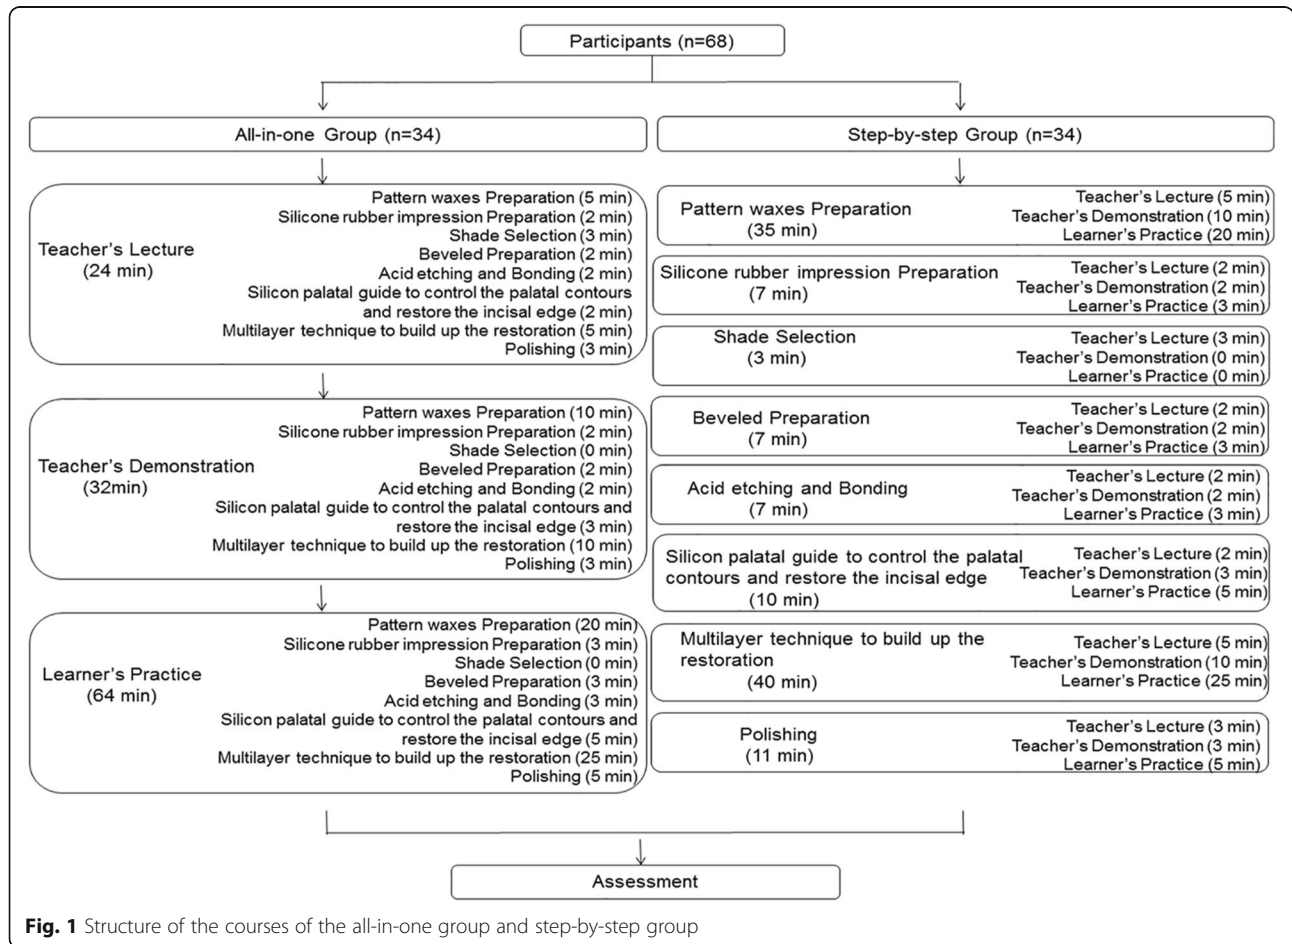 Participants (n=68)
All-in-one Group (n=34)
Teacher's Lecture
(24 min)
Pattern waxes Preparation (5 min)
Silicone rubber impression Preparation (2 min)
Shade Selection (3 min)
Beveled Preparation (2 min)
Acid etching and Bonding (2 min)
Silicon palatal guide to control the palatal contours
and restore the incisal edge (2 min)
Multilayer technique to build up the restoration (5 min)
Polishing (3 min)
Teacher's Demonstration
(32min)
Pattern waxes Preparation (10 min)
Silicone rubber impression Preparation (2 min)
Shade Selection (0 min)
Beveled Preparation (2 min)
Acid etching and Bonding (2 min)
Silicon palatal guide to control the palatal contours and
restore the incisal edge (3 min)
Multilayer technique to build up the restoration (10 min)
Polishing (3 min)
Learner's Practice
(64 min)
Pattern waxes Preparation (20 min)
Silicone rubber impression Preparation (3 min)
Shade Selection (0 min)
Beveled Preparation (3 min)
Acid etching and Bonding (3 min)
Silicon palatal guide to control the palatal contours and
restore the incisal edge (5 min)
Multilayer technique to build up the restoration (25 min)
Polishing (5 min)
Step-by-step Group (n=34)
Pattern waxes Preparation
(35 min)
Teacher's Lecture (5 min)
Teacher's Demonstration (10 min)
Learner's Practice (20 min)
Silicone rubber impression Preparation
(7 min)
Teacher's Lecture (2 min)
Teacher's Demonstration (2 min)
Learner's Practice (3 min)
Shade Selection
(3 min)
Teacher's Lecture (3 min)
Teacher's Demonstration (0 min)
Learner's Practice (0 min)
Beveled Preparation
(7 min)
Teacher's Lecture (2 min)
Teacher's Demonstration (2 min)
Learner's Practice (3 min)
Acid etching and Bonding
(7 min)
Teacher's Lecture (2 min)
Teacher's Demonstration (2 min)
Learner's Practice (3 min)
Silicon palatal guide to control the palatal
contours and restore the incisal edge
(10 min)
Teacher's Lecture (2 min)
Teacher's Demonstration (3 min)
Learner's Practice (5 min)
Multilayer technique to build up the
restoration
(40 min)
Teacher's Lecture (5 min)
Teacher's Demonstration (10 min)
Learner's Practice (25 min)
Polishing
(11 min)
Teacher's Lecture (3 min)
Teacher's Demonstration (3 min)
Learner's Practice (5 min)
Assessment
Fig. 1 Structure of the courses of the all-in-one group and step-by-step group